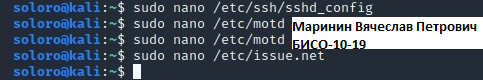 soloro@kali:~$ sudo nano /etc/ssh/sshd_config
soloro@kali:~$ sudo nano /etc/motd
soloro@kali:~$ sudo nano /etc/motd
soloro@kali:~$ sudo nano /etc/issue.net
soloro@kali:~$
Маринин Вячеслав Петрович
БИСО-10-19